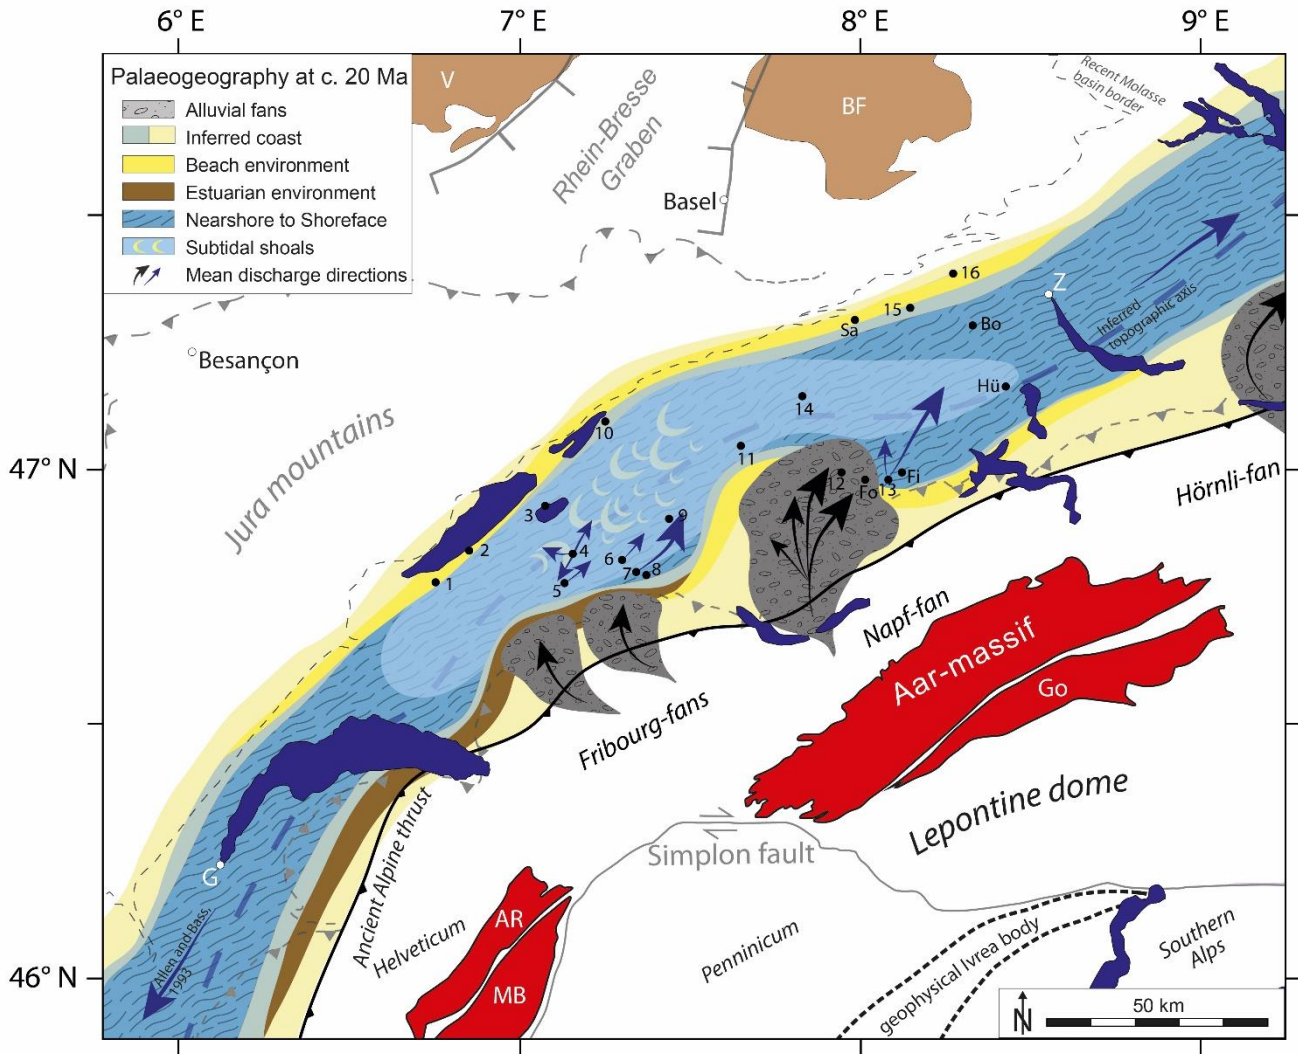 6° E
7° E
8° E
9° E
Palaeogeography at c. 20 Ma
Alluvial fans
Inferred coast
Beach environment
Estuarian environment
Nearshore to Shoreface
Subtidal shoals
Mean discharge directions
V
Rhein-Bresse
Graben
BF
Recent Molasse
basin border
Basel
Besançon
Jura mountains
47° N
46° N
16
15
Sa
Z
Bo
Inferred
topographic axis
Hü
14
10
11
12
Fo
13
Fi
3
9
2
4
6
1
5
7
8
Hörnli-fan
Napf-fan
Fribourg-fans
Aar-massif
Go
Lepontine dome
Simplon fault
Ancient Alpine thrust
G
Allen and Bass,
1993
Helveticum
AR
MB
Penninicum
geophysical Ivrea body
Southern
Alps
N
50 km